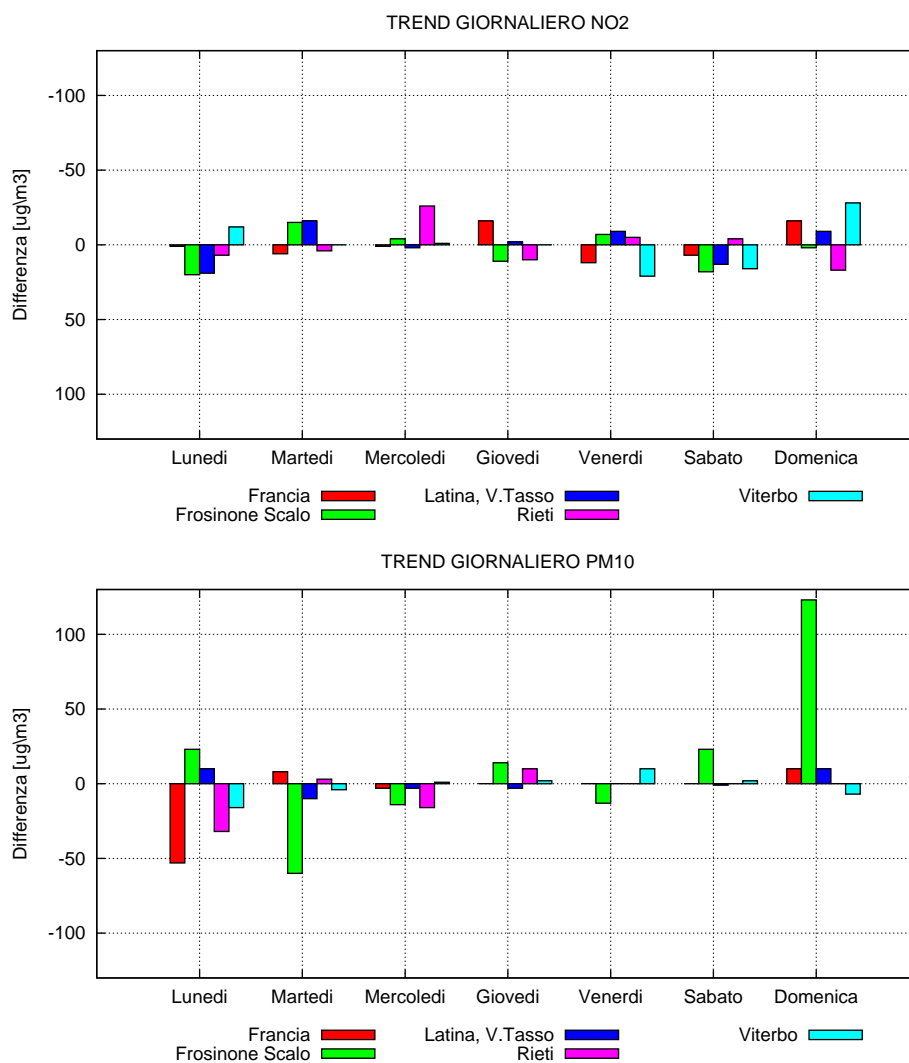 TREND GIORNALIERO NO2
-100
-50
0
50
100
Differenza [ug\m3]
Lunedi Martedi Mercoledi Giovedi Venerdi Sabato Domenica
Francia Latina, V.Tasso Viterbo
Frosinone Scalo Rieti
TREND GIORNALIERO PM10
100
50
0
-50
-100
Differenza [ug\m3]
Lunedi Martedi Mercoledi Giovedi Venerdi Sabato Domenica
Francia Latina, V.Tasso Viterbo
Frosinone Scalo Rieti